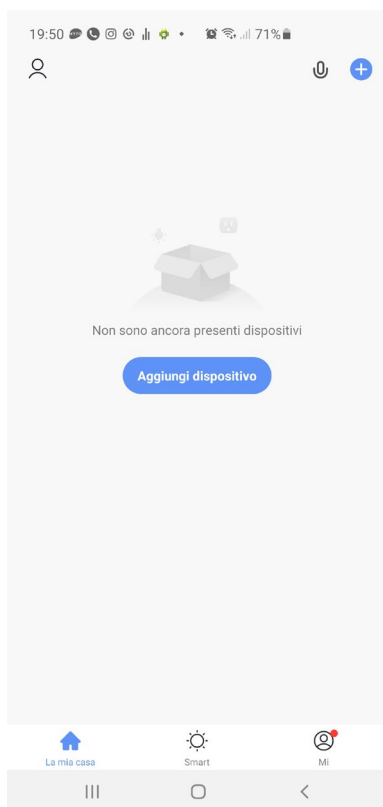 19:50 71%
Non sono ancora presenti dispositivi
Aggiungi dispositivo
La mia casa Smart Mi